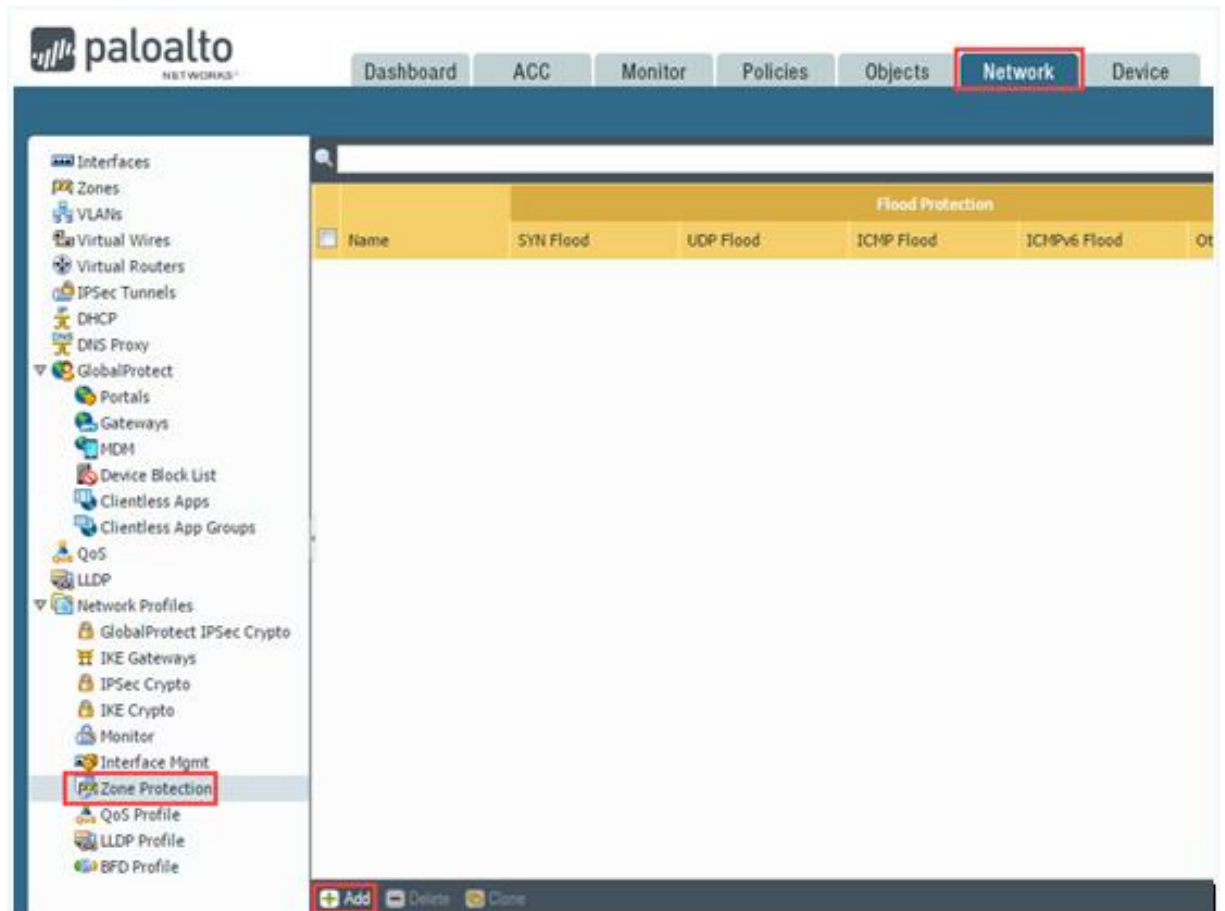 paloalto
NETWORKS
Dashboard ACC Monitor Policies Objects Network Device
Interfaces
Zones
VLANs
Virtual Wires
Virtual Routers
IPSec Tunnels
DHCP
DNS Proxy
GlobalProtect
Portals
Gateways
MDM
Device Block List
Clientless Apps
Clientless App Groups
QoS
LLDP
Network Profiles
GlobalProtect IPSec Crypto
IKE Gateways
IPSec Crypto
IKE Crypto
Monitor
Interface Mgmt
Zone Protection
QoS Profile
LLDP Profile
BFD Profile
Flood Protection
Name SYN Flood UDP Flood ICMP Flood ICMPv6 Flood Ot
Add Delete Clone